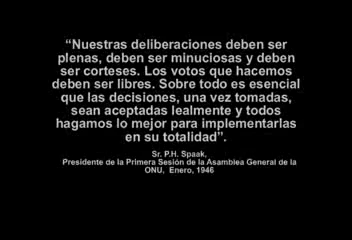 “Nuestras deliberaciones deben ser
plenas, deben ser minuciosas y deben
ser corteses. Los votos que hacemos
deben ser libres. Sobre todo es esencial
que las decisiones, una vez tomadas,
sean aceptadas lealmente y todos
hagamos lo mejor para implementarlas
en su totalidad”.
Sr. P.H. Spaak,
Presidente de la Primera Sesión de la Asamblea General de la
ONU, Enero, 1946